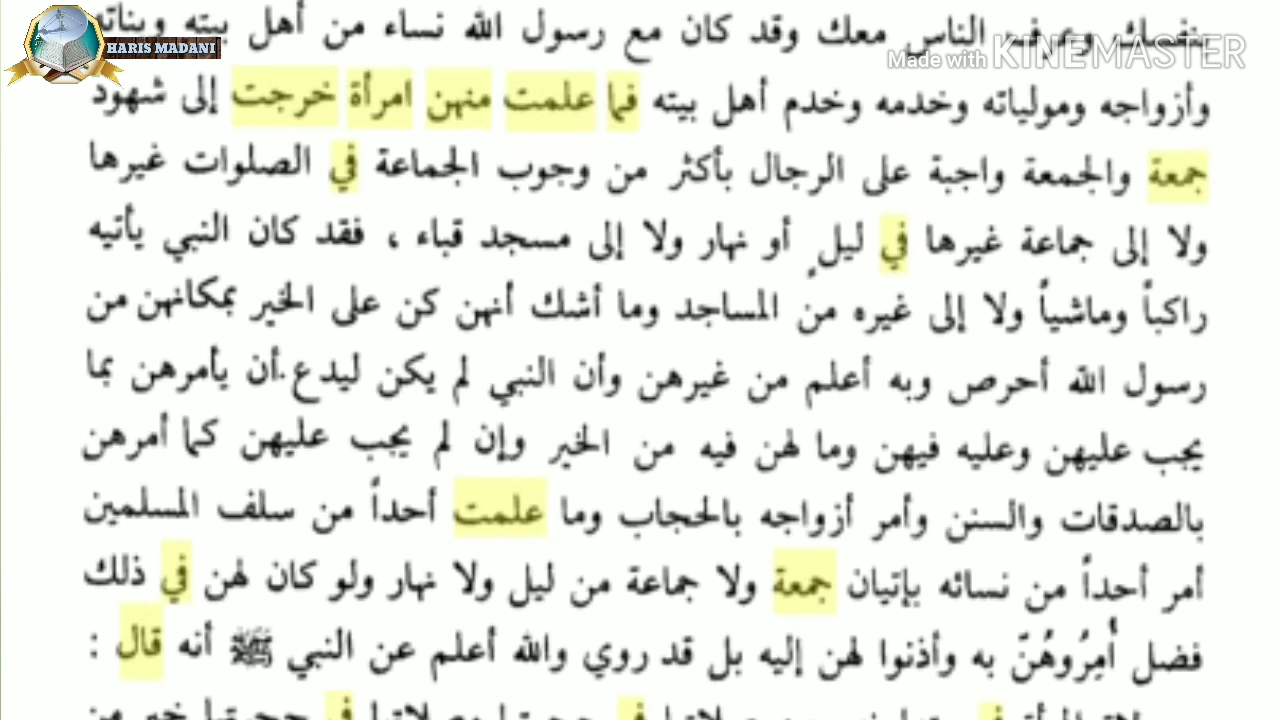 HARIS MADANI
Made with KINEMASTER
بنفسك وعرف الناس معك وقد كان مع رسول الله نساء من أهل بيته وبناته
وأزواجه ومولياته وخدمه وخدم أهل بيته فما علمت منهن امرأة خرجت إلى شهود
جمعة والجمعة واجبة على الرجال بأكثر من وجوب الجماعة في الصلوات غيرها
ولا إلى جماعة غيرها في ليلٍ أو نهار ولا إلى مسجد قباء ، فقد كان النبي يأتيه
راكباً وماشياً ولا إلى غيره من المساجد وما أشك أنهن كن على الخير بمكانهن من
رسول الله أحرص وبه أعلم من غيرهن وأن النبي لم يكن ليدع.أن يأمرهن بما
يجب عليهن وعليه فيهن وما لهن فيه من الخير وإن لم يجب عليهن كما أمرهن
بالصدقات والسنن وأمر أزواجه بالحجاب وما علمت أحداً من سلف المسلمين
أمر أحداً من نسائه بإتيان جمعة ولا جماعة من ليل ولا نهار ولو كان لهن في ذلك
فضل أُمِرُوهُنّ به وأذنوا لهن إليه بل قد روي والله أعلم عن النبي ﷺ أنه قال :